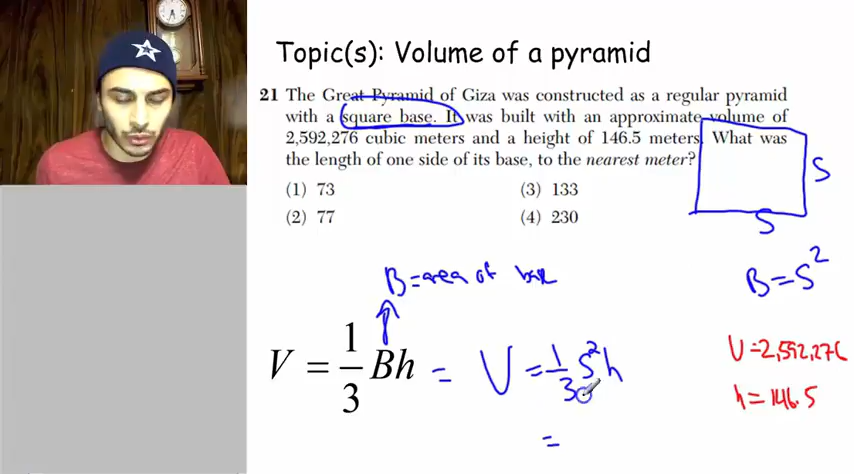 Topic(s): Volume of a pyramid
21 The Great Pyramid of Giza was constructed as a regular pyramid
with a square base. It was built with an approximate volume of
2,592,276 cubic meters and a height of 146.5 meters. What was
the length of one side of its base, to the nearest meter?
(1) 73 (3) 133
(2) 77 (4) 230
S
S
B = area of base
B = S²
V = 1/3 Bh = V = 1/3 S²h
=
V = 2,592,276
h = 146.5